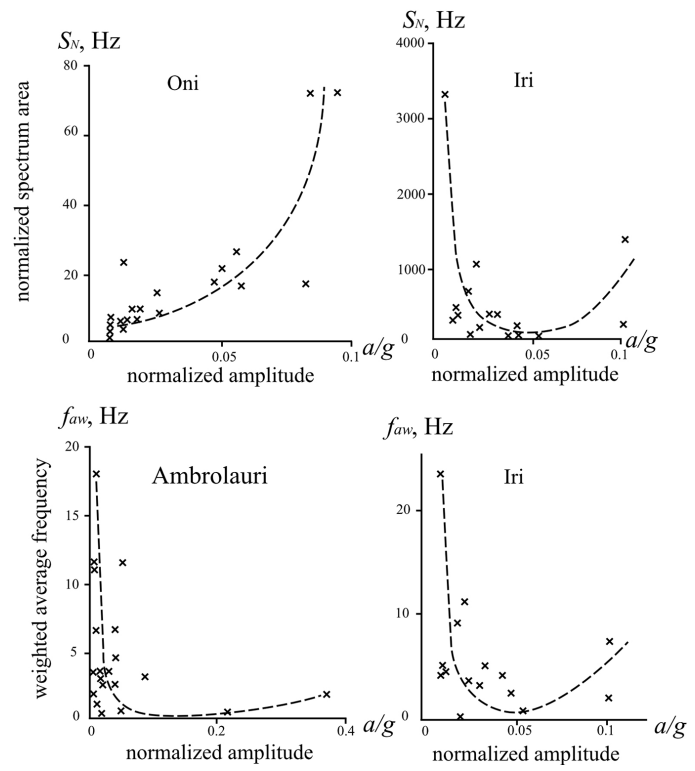 S_N, Hz
normalized spectrum area
Oni
80
60
40
20
0
0
0.05
0.1
a/g
normalized amplitude
S_N, Hz
Iri
4000
3000
2000
1000
0
0
0.05
0.1
a/g
normalized amplitude
f_aw, Hz
weighted average frequency
Ambrolauri
20
15
10
5
0
0
0.2
0.4
a/g
normalized amplitude
f_aw, Hz
Iri
20
10
0
0.05
0.1
a/g
normalized amplitude